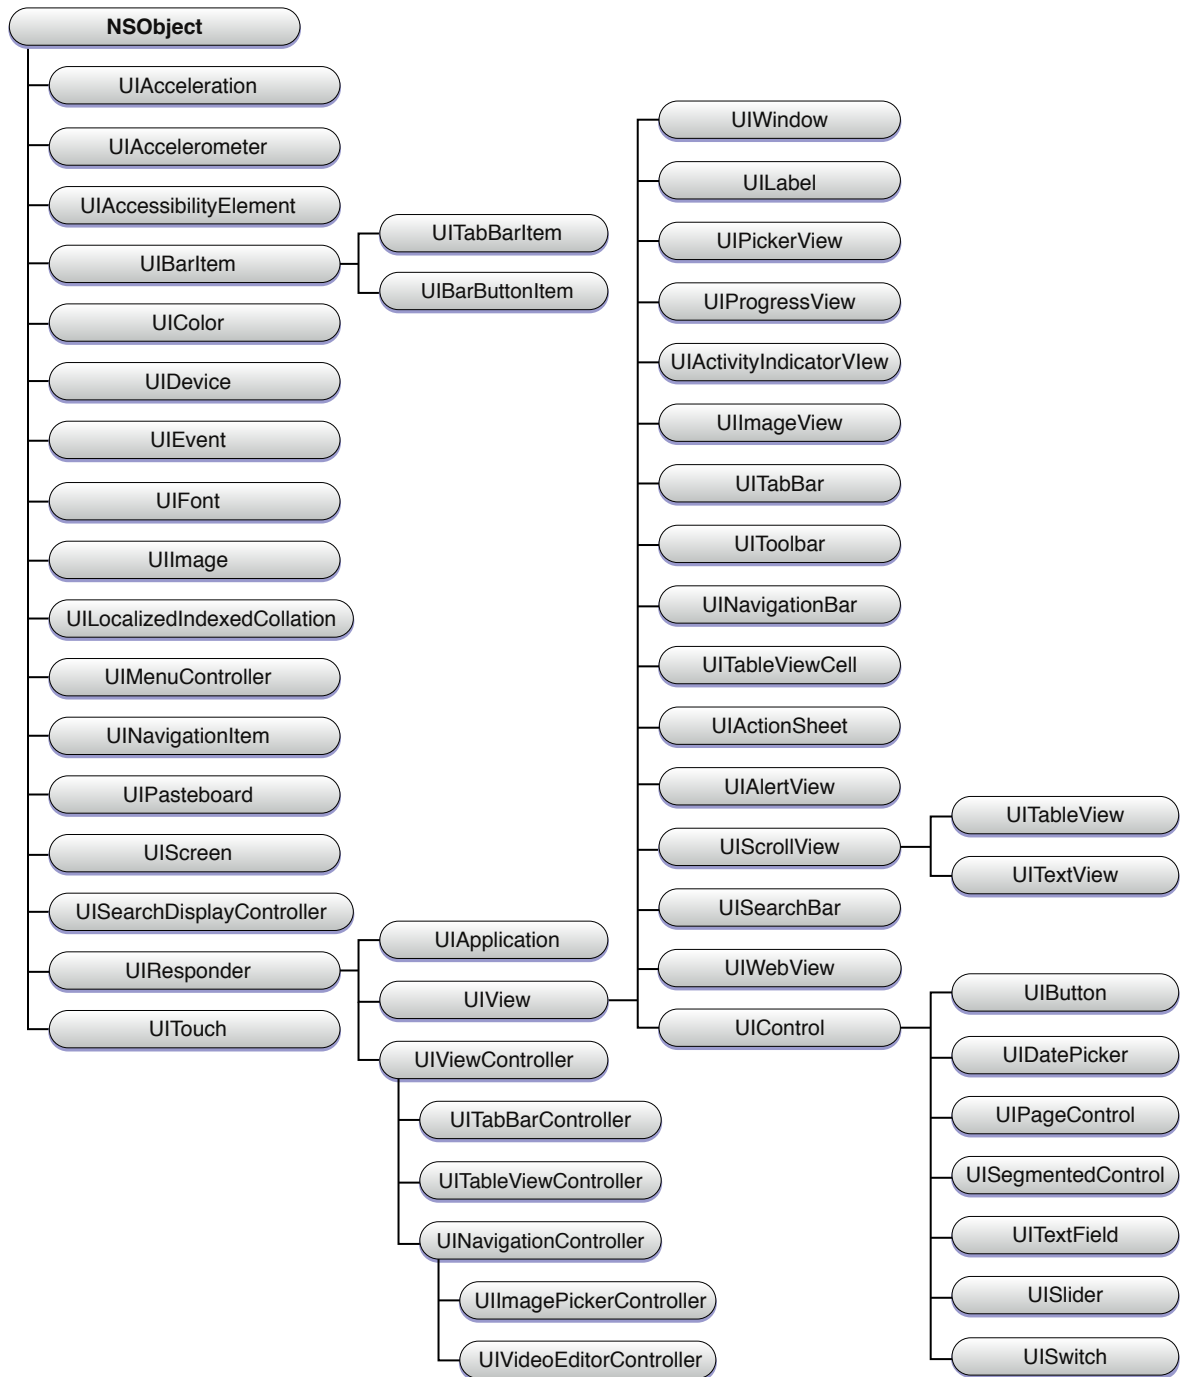 NSObject
UIAcceleration
UIAccelerometer
UIAccessibilityElement
UIBarItem
UITabBarItem
UIBarButtonItem
UIColor
UIDevice
UIEvent
UIFont
UIImage
UILocalizedIndexedCollation
UIMenuController
UINavigationItem
UIPasteboard
UIScreen
UISearchDisplayController
UIResponder
UITouch
UIApplication
UIView
UIViewController
UITabBarController
UITableViewController
UINavigationController
UIImagePickerController
UIVideoEditorController
UIWindow
UILabel
UIPickerView
UIProgressView
UIActivityIndicatorVIew
UIImageView
UITabBar
UIToolbar
UINavigationBar
UITableViewCell
UIActionSheet
UIAlertView
UIScrollView
UISearchBar
UIWebView
UIControl
UITableView
UITextView
UIButton
UIDatePicker
UIPageControl
UISegmentedControl
UITextField
UISlider
UISwitch